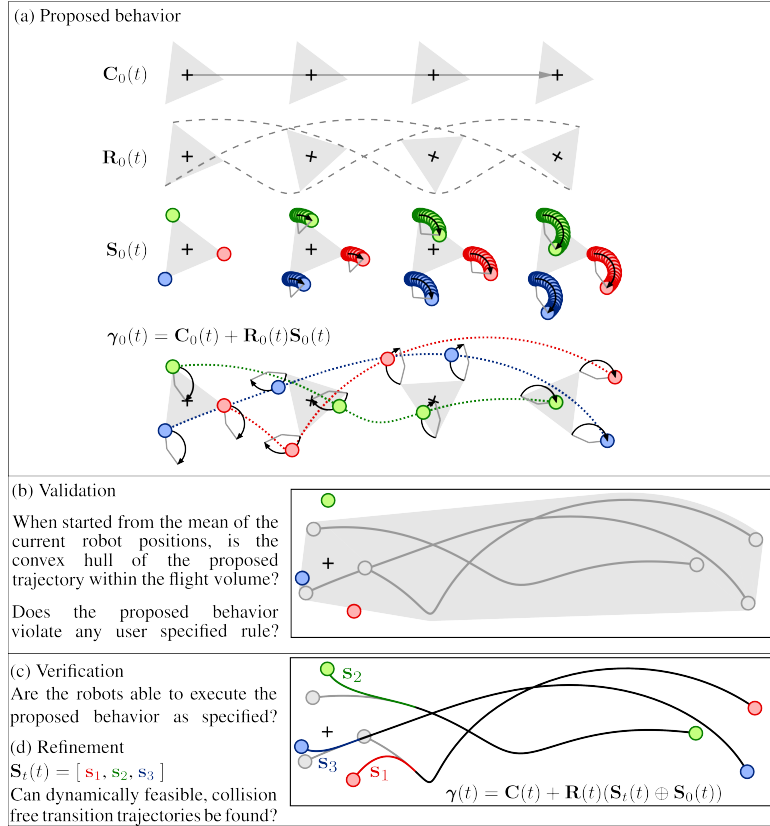 (a) Proposed behavior
C₀(t)
R₀(t)
S₀(t)
γ₀(t) = C₀(t) + R₀(t)S₀(t)
(b) Validation
When started from the mean of the
current robot positions, is the
convex hull of the proposed
trajectory within the flight volume?
Does the proposed behavior
violate any user specified rule?
(c) Verification
Are the robots able to execute the
proposed behavior as specified?
(d) Refinement
Sₜ(t) = [ s₁, s₂, s₃ ]
Can dynamically feasible, collision
free transition trajectories be found?
s₂
s₃
s₁
γ(t) = C(t) + R(t)(Sₜ(t) ⊕ S₀(t))